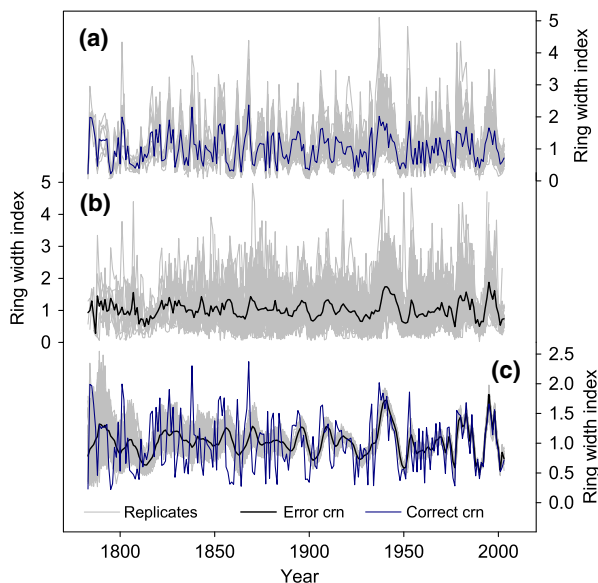 (a)
5
4
3
2
1
0
Ring width index
(b)
5
4
3
2
1
0
Ring width index
(c)
2.5
2.0
1.5
1.0
0.5
0.0
Ring width index
Replicates
Error crn
Correct crn
1800
1850
1900
1950
2000
Year